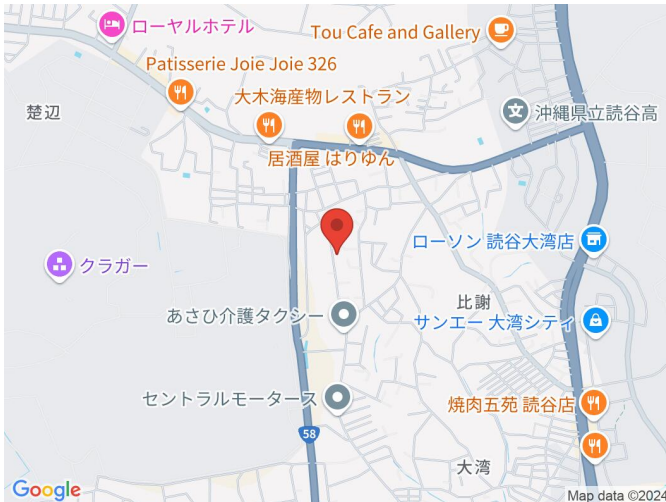 ローヤルホテル
Tou Cafe and Gallery
Patisserie Joie Joie 326
大木海産物レストラン
楚辺
沖縄県立読谷高
居酒屋 はりゆん
ローソン 読谷大湾店
クラガー
比謝
あさひ介護タクシー
サンエー 大湾シティ
セントラルモータース
焼肉五苑 読谷店
58
大湾
Google
Map data ©2024